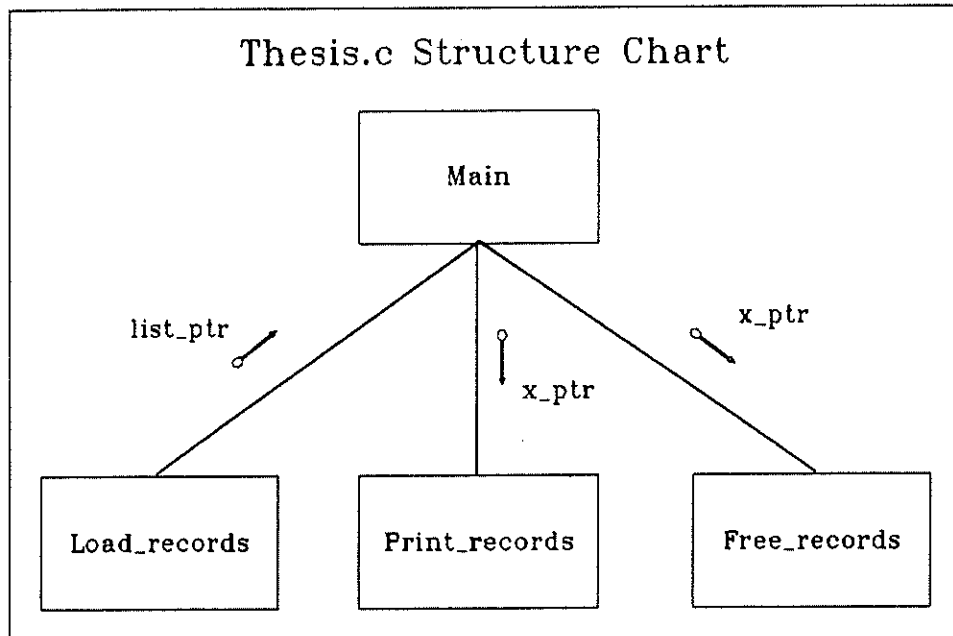 Thesis.c Structure Chart
Main
list_ptr
x_ptr
x_ptr
Load_records
Print_records
Free_records